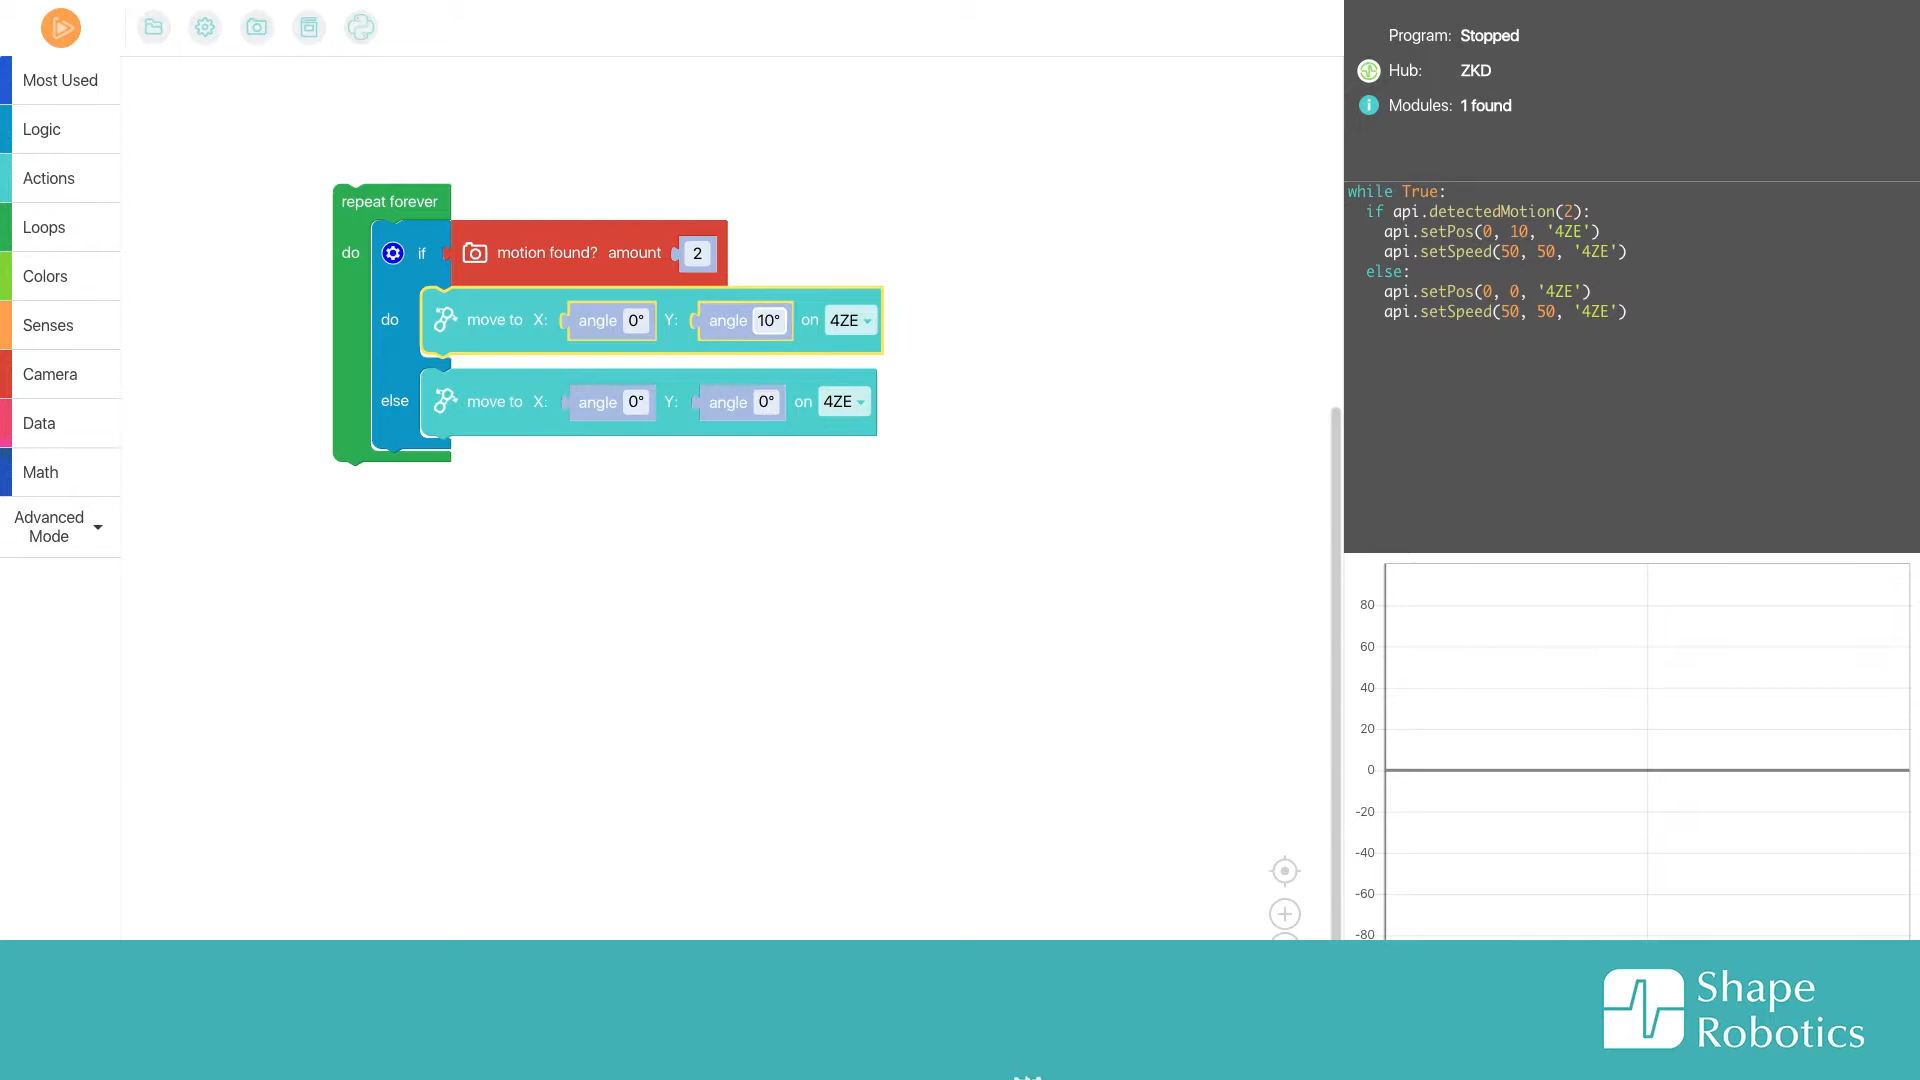 Most Used
Logic
Actions
Loops
Colors
Senses
Camera
Data
Math
Advanced
Mode
repeat forever
do if motion found? amount 2
do move to X: angle 0° Y: angle 10° on 4ZE
else move to X: angle 0° Y: angle 0° on 4ZE
Program: Stopped
Hub: ZKD
Modules: 1 found
while True:
if api.detectedMotion(2):
api.setPos(0, 10, '4ZE')
api.setSpeed(50, 50, '4ZE')
else:
api.setPos(0, 0, '4ZE')
api.setSpeed(50, 50, '4ZE')
80
60
40
20
0
-20
-40
-60
-80
Shape
Robotics